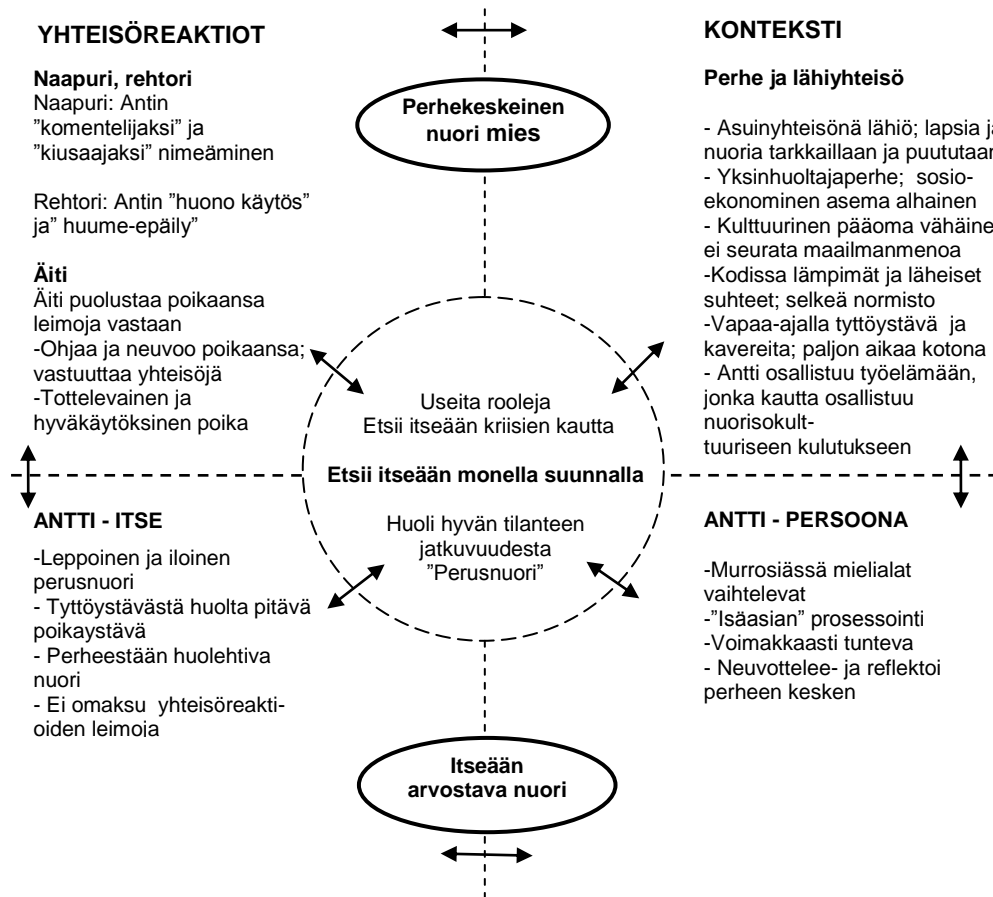 YHTEISÖREAKTIOT
Naapuri, rehtori
Naapuri: Antin
”komentelijaksi” ja
”kiusaajaksi” nimeäminen
Rehtori: Antin ”huono käytös”
ja” huume-epäily”
Äiti
Äiti puolustaa poikaansa
leimoja vastaan
-Ohjaa ja neuvoo poikaansa;
vastuuttaa yhteisöjä
-Tottelevainen ja
hyväkäytöksinen poika
Perhekeskeinen
nuori mies
KONTEKSTI
Perhe ja lähiyhteisö
- Asuinyhteisönä lähiö; lapsia ja
nuoria tarkkaillaan ja puututaan
- Yksinhuoltajaperhe; sosio-
ekonominen asema alhainen
- Kulttuurinen pääoma vähäine
ei seurata maailmanmenoa
-Kodissa lämpimät ja läheiset
suhteet; selkeä normisto
-Vapaa-ajalla tyttöystävä ja
kavereita; paljon aikaa kotona
- Antti osallistuu työelämään,
jonka kautta osallistuu
nuorisokult-
tuuriseen kulutukseen
Useita rooleja
Etsii itseään kriisien kautta
Etsii itseään monella suunnalla
Huoli hyvän tilanteen
jatkuvuudesta
”Perusnuori”
ANTTI - ITSE
-Leppoinen ja iloinen
perusnuori
- Tyttöystävästä huolta pitävä
poikaystävä
- Perheestään huolehtiva
nuori
- Ei omaksu yhteisöreakti-
oiden leimoja
ANTTI - PERSOONA
-Murrosiässä mielialat
vaihtelevat
-”Isäasian” prosessointi
-Voimakkaasti tunteva
- Neuvottelee- ja reflektoi
perheen kesken
Itseään
arvostava nuori